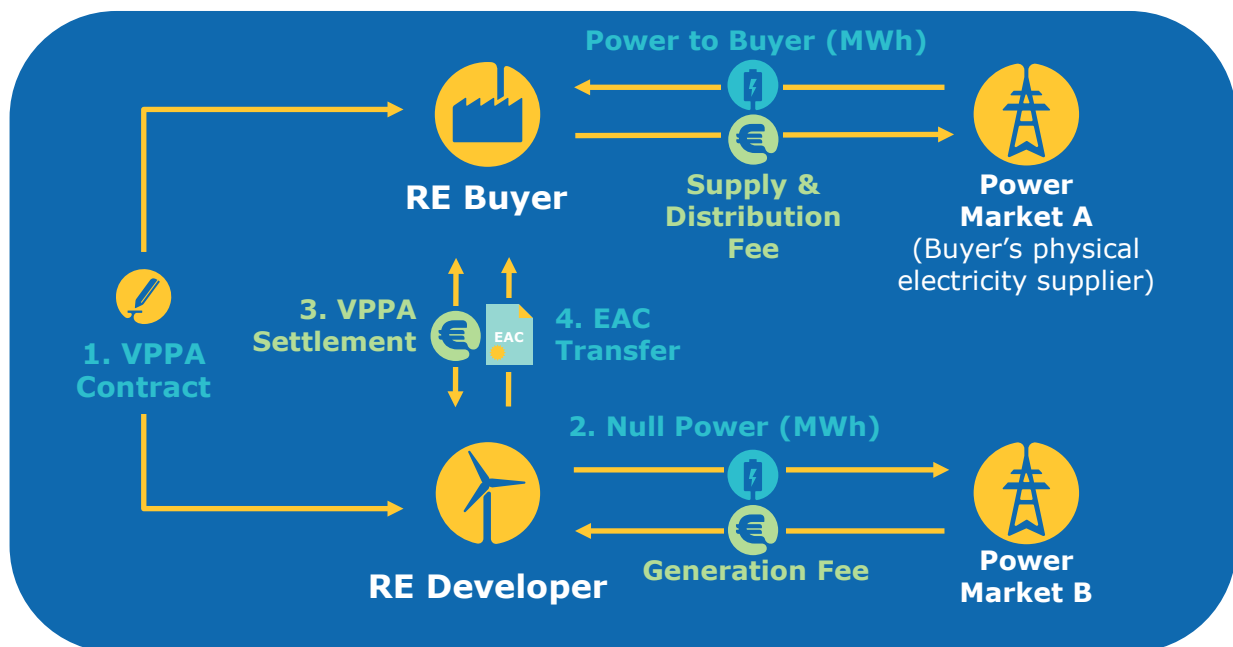 Power to Buyer (MWh)
RE Buyer
Supply &
Distribution
Fee
Power
Market A
(Buyer’s physical
electricity supplier)
1. VPPA
Contract
3. VPPA
Settlement
EAC
4. EAC
Transfer
2. Null Power (MWh)
RE Developer
Generation Fee
Power
Market B